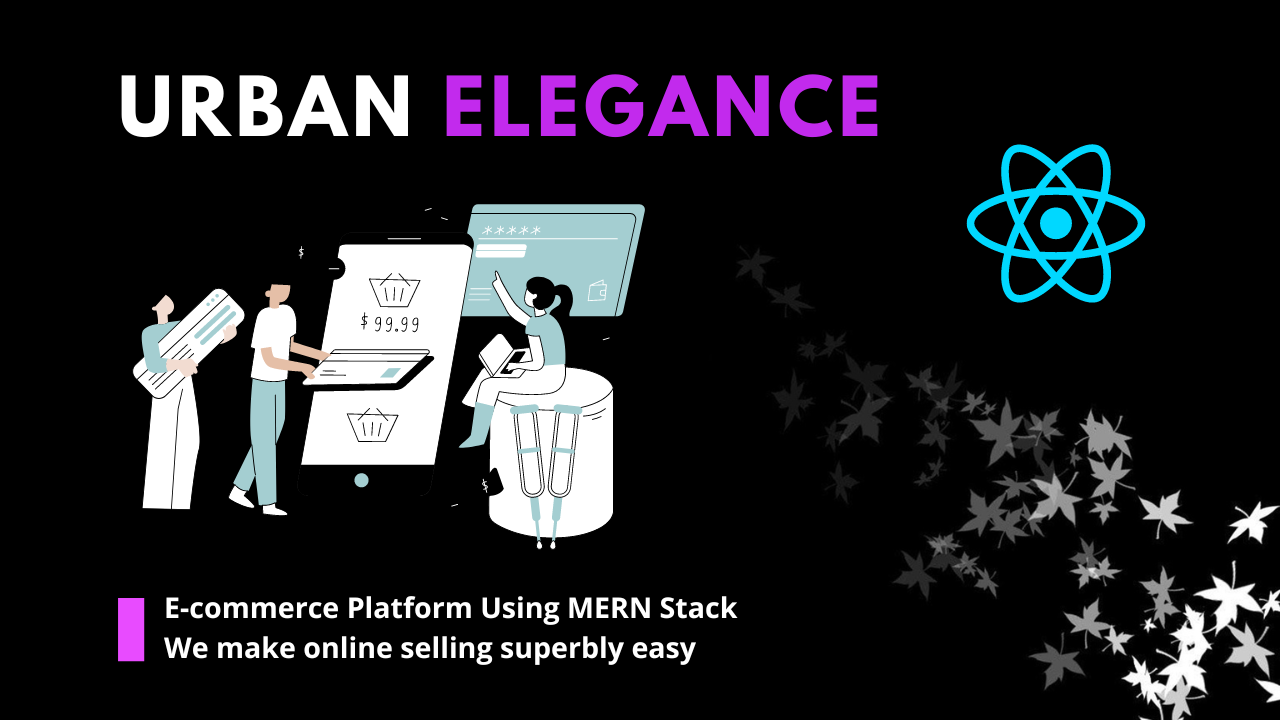 URBAN ELEGANCE
*****
$
$99.99
$
E-commerce Platform Using MERN Stack
We make online selling superbly easy